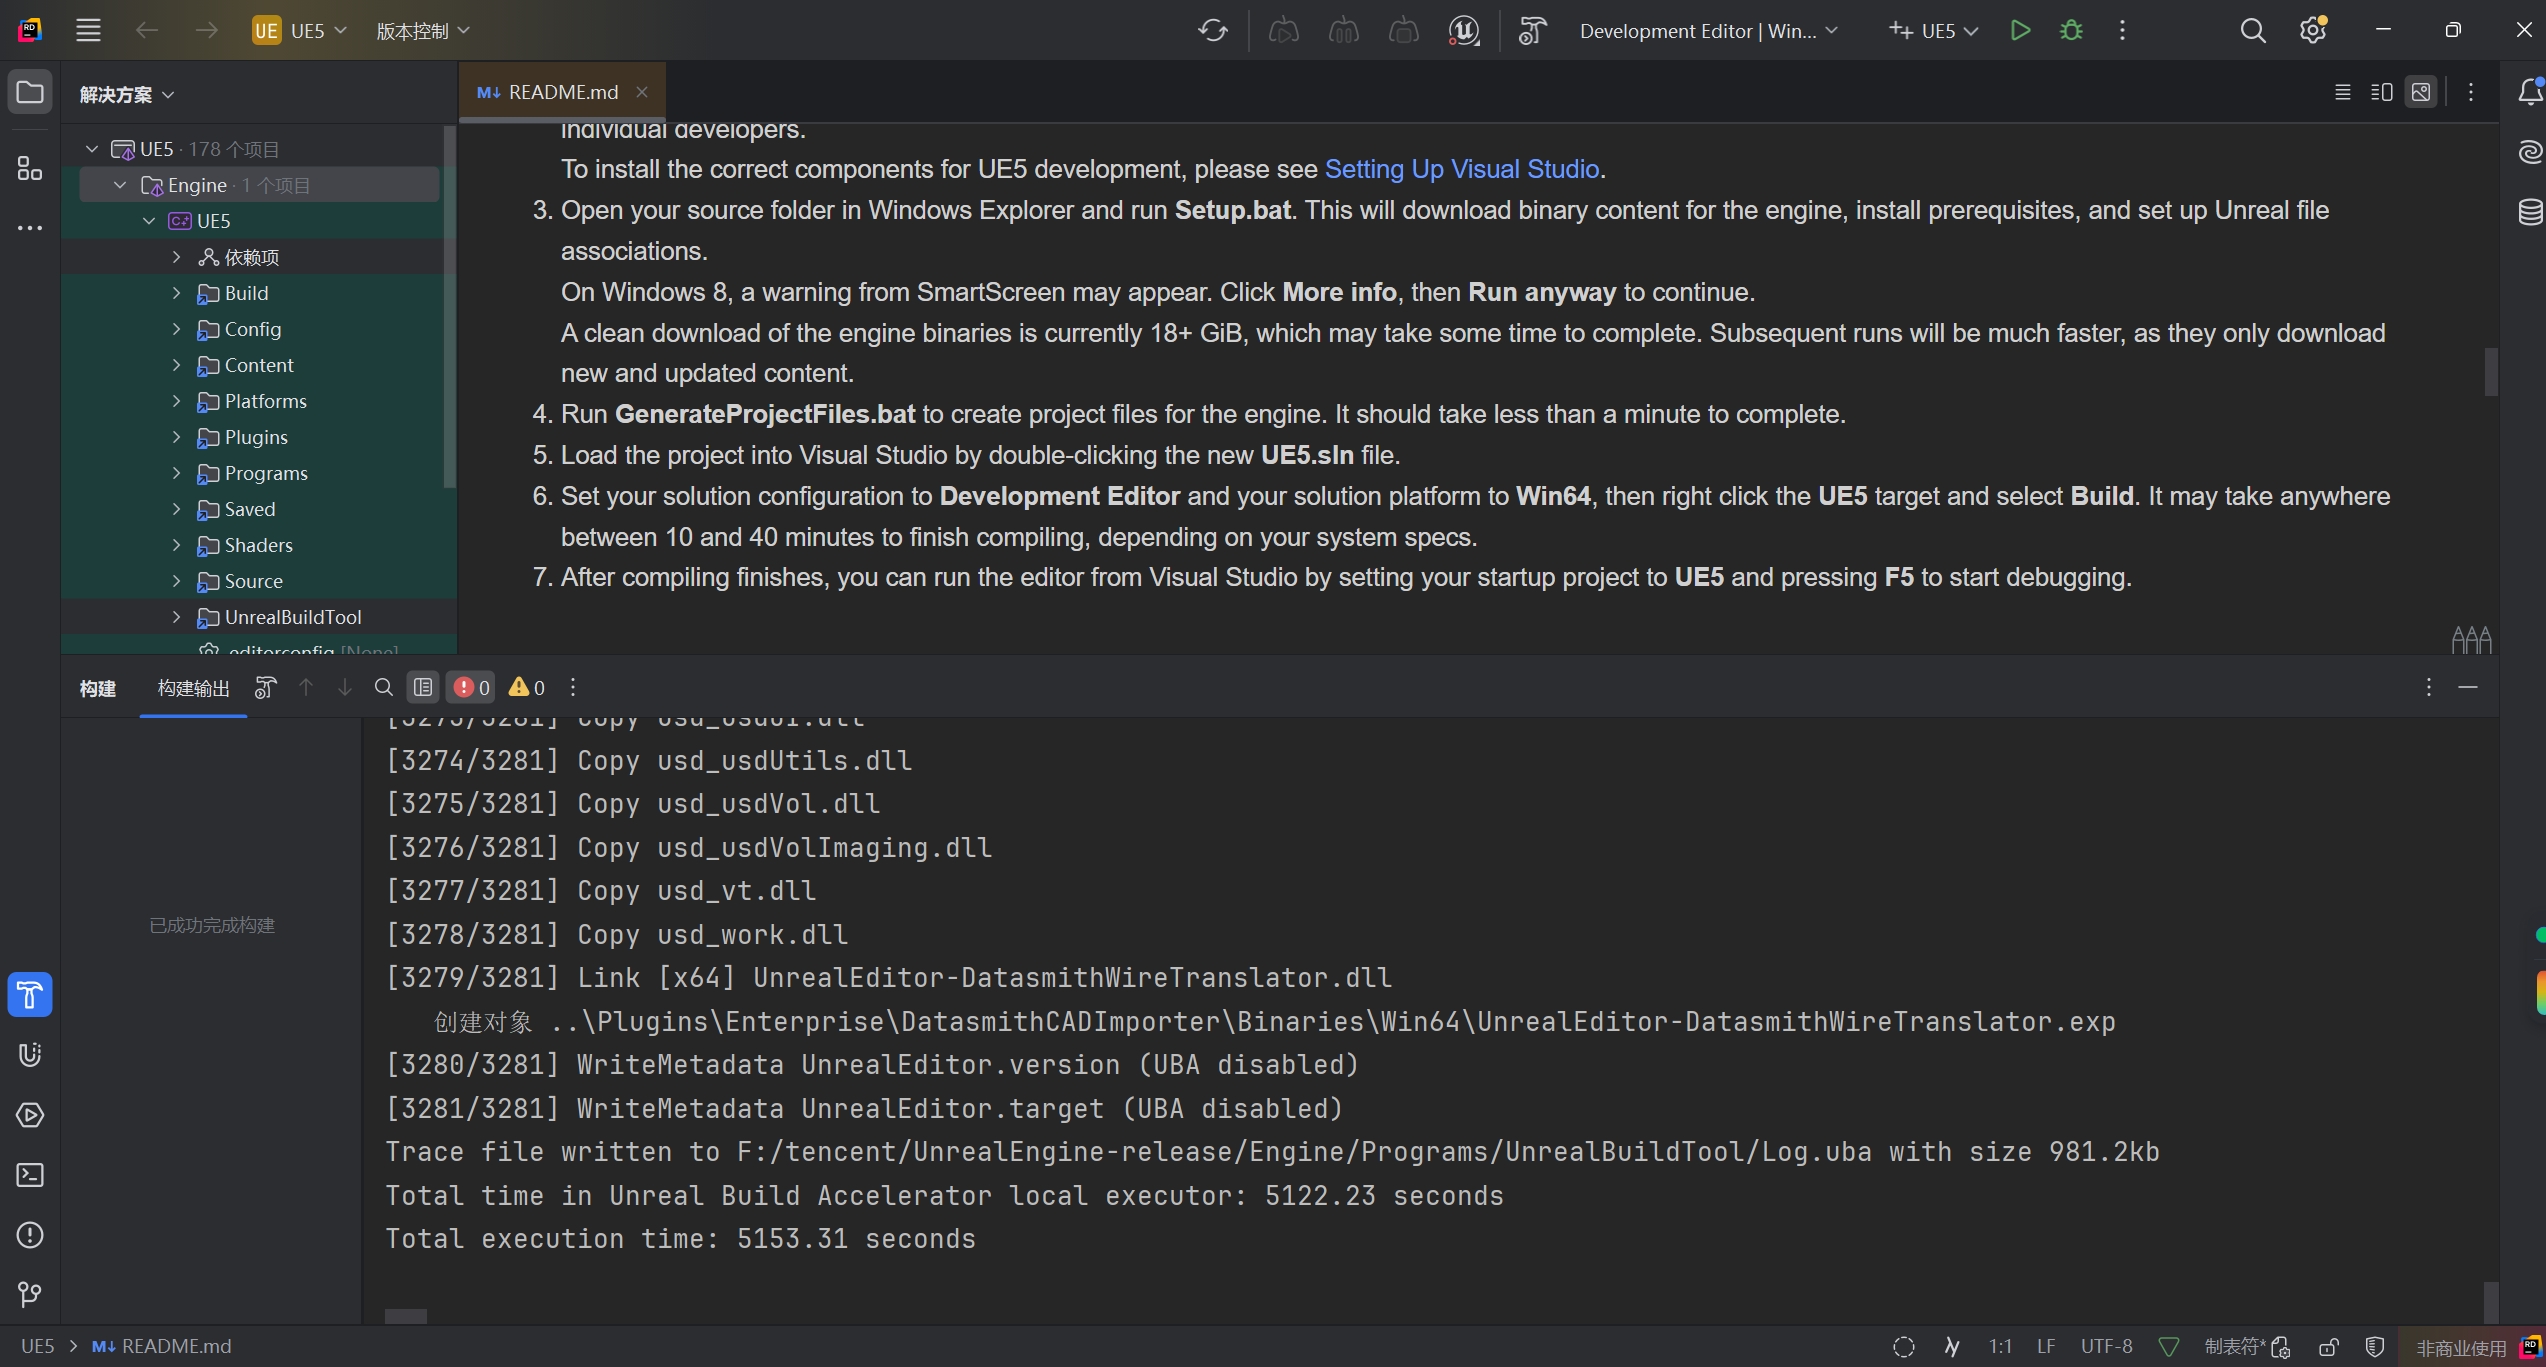 UE UE5 版本控制 Development Editor | Win... UE5
解决方案
README.md
UE5 · 178 个项目
Engine · 1 个项目
UE5
依赖项
Build
Config
Content
Platforms
Plugins
Programs
Saved
Shaders
Source
UnrealBuildTool
.editorconfig [None]
individual developers.
To install the correct components for UE5 development, please see Setting Up Visual Studio.
3. Open your source folder in Windows Explorer and run Setup.bat. This will download binary content for the engine, install prerequisites, and set up Unreal file
associations.
On Windows 8, a warning from SmartScreen may appear. Click More info, then Run anyway to continue.
A clean download of the engine binaries is currently 18+ GiB, which may take some time to complete. Subsequent runs will be much faster, as they only download
new and updated content.
4. Run GenerateProjectFiles.bat to create project files for the engine. It should take less than a minute to complete.
5. Load the project into Visual Studio by double-clicking the new UE5.sln file.
6. Set your solution configuration to Development Editor and your solution platform to Win64, then right click the UE5 target and select Build. It may take anywhere
between 10 and 40 minutes to finish compiling, depending on your system specs.
7. After compiling finishes, you can run the editor from Visual Studio by setting your startup project to UE5 and pressing F5 to start debugging.
构建 构建输出 0 0
已成功完成构建
[3273/3281] Copy usd_usdUI.dll
[3274/3281] Copy usd_usdUtils.dll
[3275/3281] Copy usd_usdVol.dll
[3276/3281] Copy usd_usdVolImaging.dll
[3277/3281] Copy usd_vt.dll
[3278/3281] Copy usd_work.dll
[3279/3281] Link [x64] UnrealEditor-DatasmithWireTranslator.dll
创建对象 ..\Plugins\Enterprise\DatasmithCADImporter\Binaries\Win64\UnrealEditor-DatasmithWireTranslator.exp
[3280/3281] WriteMetadata UnrealEditor.version (UBA disabled)
[3281/3281] WriteMetadata UnrealEditor.target (UBA disabled)
Trace file written to F:/tencent/UnrealEngine-release/Engine/Programs/UnrealBuildTool/Log.uba with size 981.2kb
Total time in Unreal Build Accelerator local executor: 5122.23 seconds
Total execution time: 5153.31 seconds
UE5 > README.md 1:1 LF UTF-8 制表符* 非商业使用